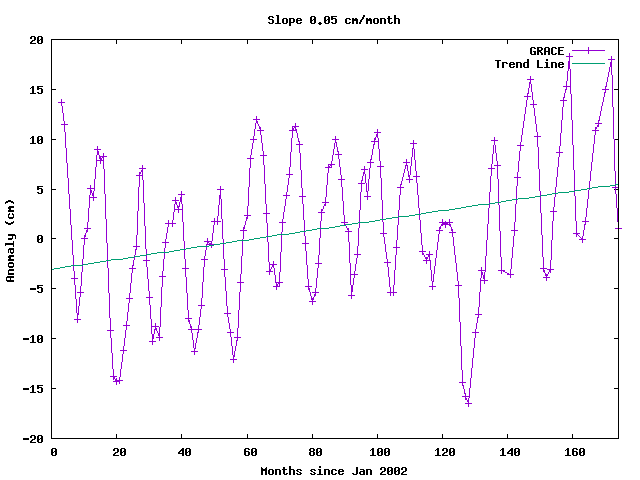 Slope 0.05 cm/month
GRACE
Trend Line
20
15
10
5
0
-5
-10
-15
-20
Anomaly (cm)
0 20 40 60 80 100 120 140 160
Months since Jan 2002